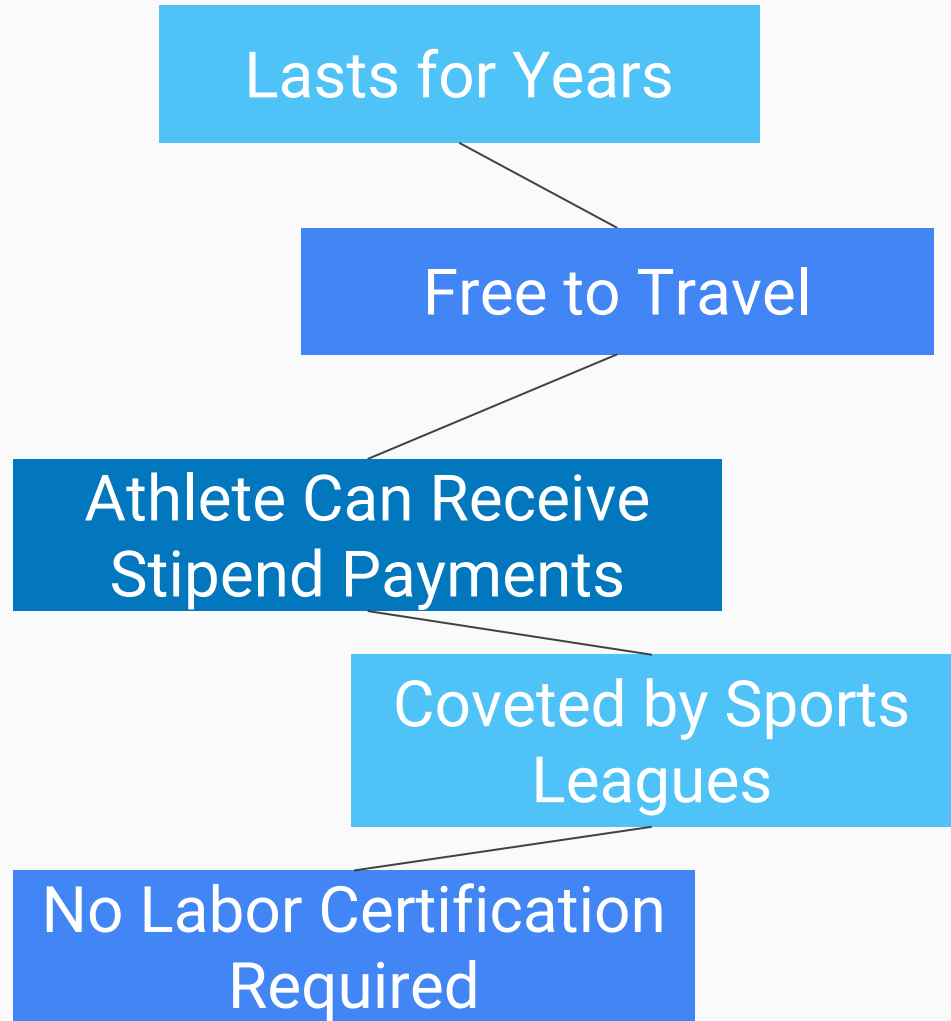 Lasts for Years
Free to Travel
Athlete Can Receive
Stipend Payments
Coveted by Sports
Leagues
No Labor Certification
Required